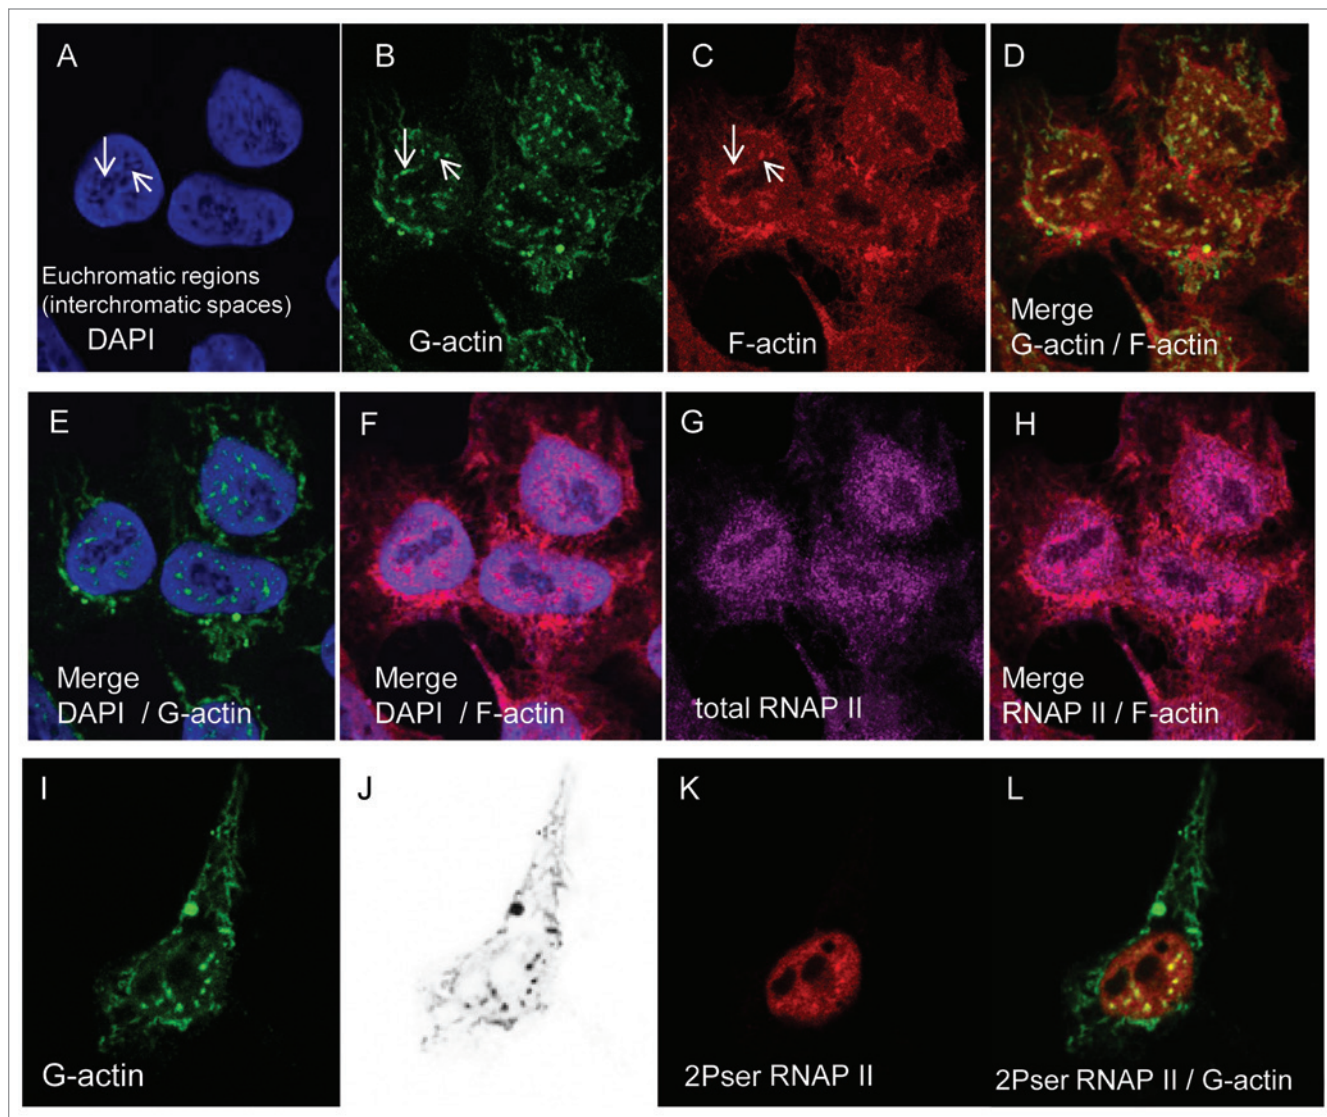 A
B
C
D
Euchromatic regions
(interchromatic spaces)
DAPI
G-actin
F-actin
Merge
G-actin / F-actin
E
F
G
H
Merge
DAPI / G-actin
Merge
DAPI / F-actin
total RNAP II
Merge
RNAP II / F-actin
I
J
K
L
G-actin
2Pser RNAP II
2Pser RNAP II / G-actin